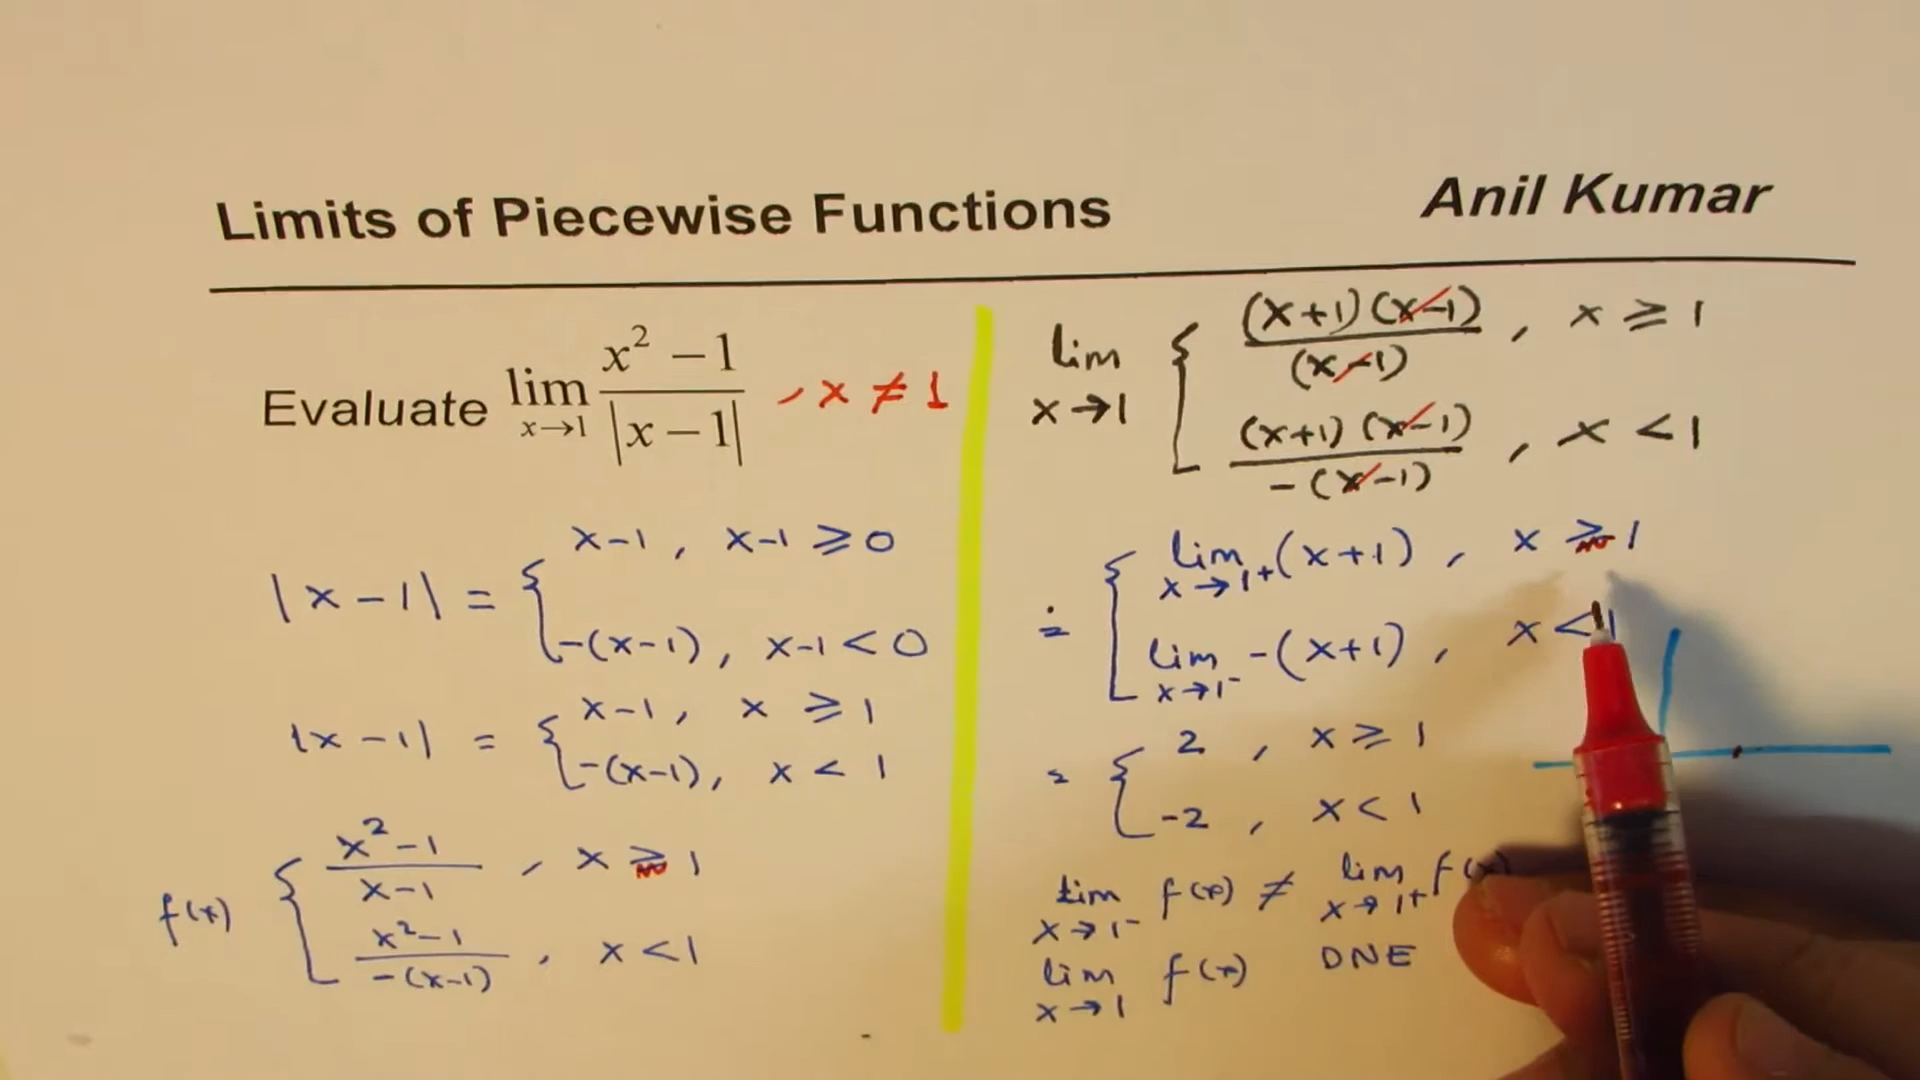 Limits of Piecewise Functions
Anil Kumar
Evaluate lim x→1 (x² − 1)/|x − 1| , x ≠ 1
|x − 1| = { x−1 , x−1 ≥ 0
−(x−1) , x−1 < 0
|x − 1| = { x−1 , x ≥ 1
−(x−1) , x < 1
f(x) { (x²−1)/(x−1) , x ≥ 1
(x²−1)/−(x−1) , x < 1
lim x→1 { (x+1)(x−1)/(x−1) , x ≥ 1
(x+1)(x−1)/−(x−1) , x < 1
= { lim x→1+ (x+1) , x ≥ 1
lim x→1− −(x+1) , x < 1
= { 2 , x ≥ 1
−2 , x < 1
lim x→1− f(x) ≠ lim x→1+ f(x)
lim x→1 f(x) DNE